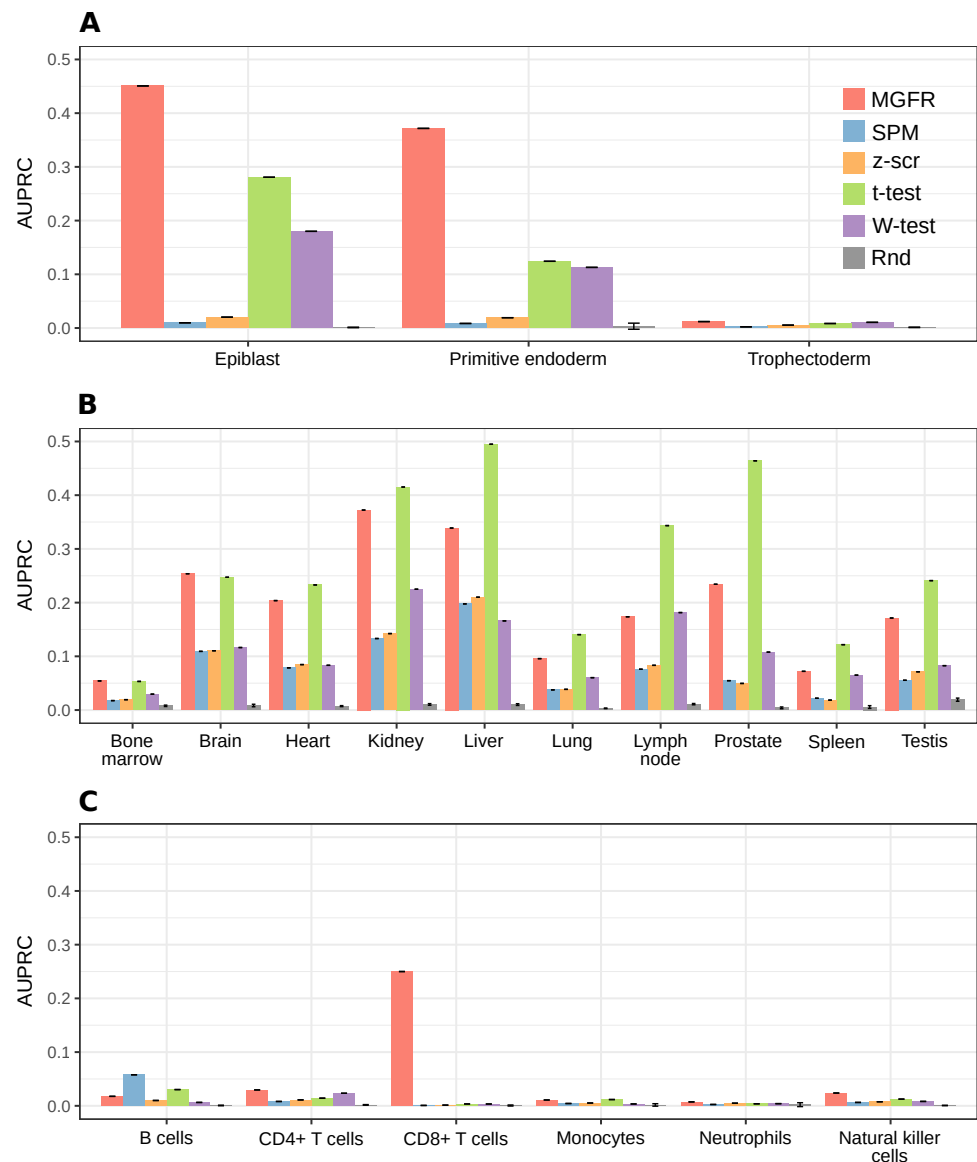 A
0.5
0.4
0.3
0.2
0.1
0.0
AUPRC
MGFR
SPM
z-scr
t-test
W-test
Rnd
Epiblast
Primitive endoderm
Trophectoderm
B
0.5
0.4
0.3
0.2
0.1
0.0
AUPRC
Bone marrow
Brain
Heart
Kidney
Liver
Lung
Lymph node
Prostate
Spleen
Testis
C
0.5
0.4
0.3
0.2
0.1
0.0
AUPRC
B cells
CD4+ T cells
CD8+ T cells
Monocytes
Neutrophils
Natural killer
cells